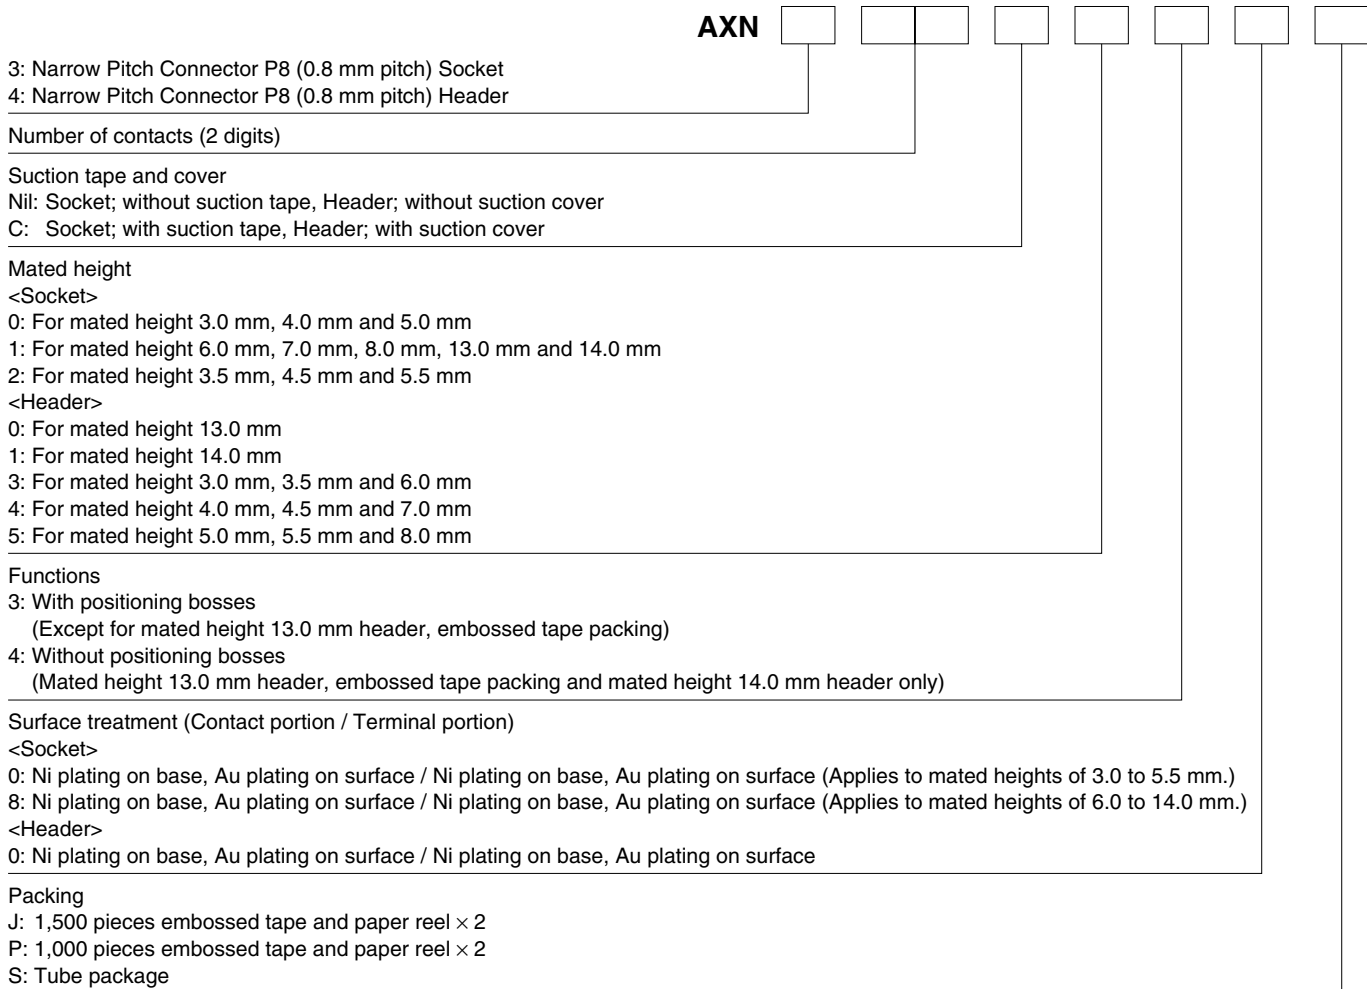 AXN
3: Narrow Pitch Connector P8 (0.8 mm pitch) Socket
4: Narrow Pitch Connector P8 (0.8 mm pitch) Header
Number of contacts (2 digits)
Suction tape and cover
Nil: Socket; without suction tape, Header; without suction cover
C: Socket; with suction tape, Header; with suction cover
Mated height
<Socket>
0: For mated height 3.0 mm, 4.0 mm and 5.0 mm
1: For mated height 6.0 mm, 7.0 mm, 8.0 mm, 13.0 mm and 14.0 mm
2: For mated height 3.5 mm, 4.5 mm and 5.5 mm
<Header>
0: For mated height 13.0 mm
1: For mated height 14.0 mm
3: For mated height 3.0 mm, 3.5 mm and 6.0 mm
4: For mated height 4.0 mm, 4.5 mm and 7.0 mm
5: For mated height 5.0 mm, 5.5 mm and 8.0 mm
Functions
3: With positioning bosses
(Except for mated height 13.0 mm header, embossed tape packing)
4: Without positioning bosses
(Mated height 13.0 mm header, embossed tape packing and mated height 14.0 mm header only)
Surface treatment (Contact portion / Terminal portion)
<Socket>
0: Ni plating on base, Au plating on surface / Ni plating on base, Au plating on surface (Applies to mated heights of 3.0 to 5.5 mm.)
8: Ni plating on base, Au plating on surface / Ni plating on base, Au plating on surface (Applies to mated heights of 6.0 to 14.0 mm.)
<Header>
0: Ni plating on base, Au plating on surface / Ni plating on base, Au plating on surface
Packing
J: 1,500 pieces embossed tape and paper reel × 2
P: 1,000 pieces embossed tape and paper reel × 2
S: Tube package